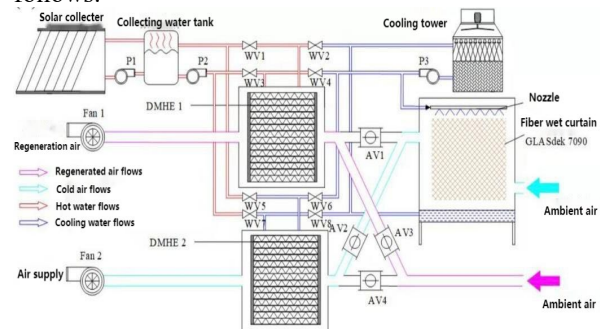 follows:
Solar collecter
Collecting water tank
Cooling tower
P1
P2
WV1
WV2
P3
WV3
WV4
DMHE 1
Nozzle
Fiber wet curtain
GLASdek 7090
Fan 1
Regeneration air
AV1
Regenerated air flows
Cold air flows
Hot water flows
Cooling water flows
Ambient air
WV5
WV6
WV7
WV8
AV2
AV3
DMHE 2
Fan 2
Air supply
AV4
Ambient air